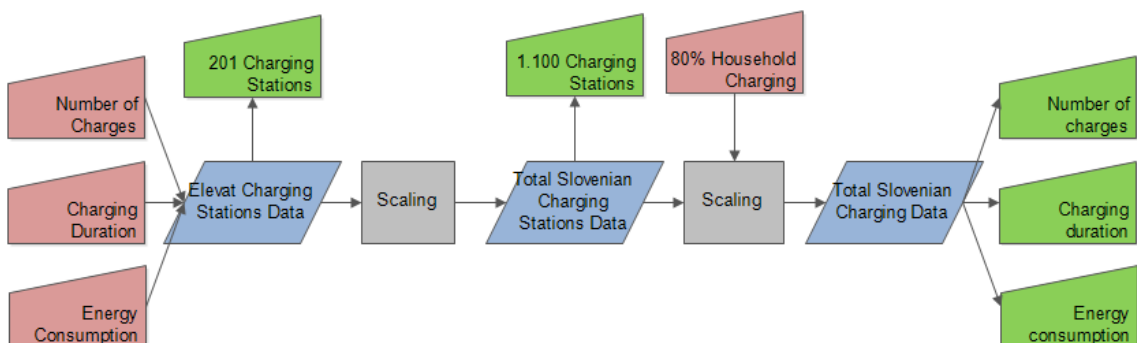 201 Charging
Stations
1.100 Charging
Stations
80% Household
Charging
Number of
Charges
Number of
charges
Charging
Duration
Elevat Charging
Stations Data
Scaling
Total Slovenian
Charging
Stations Data
Scaling
Total Slovenian
Charging Data
Charging
duration
Energy
Consumption
Energy
consumption